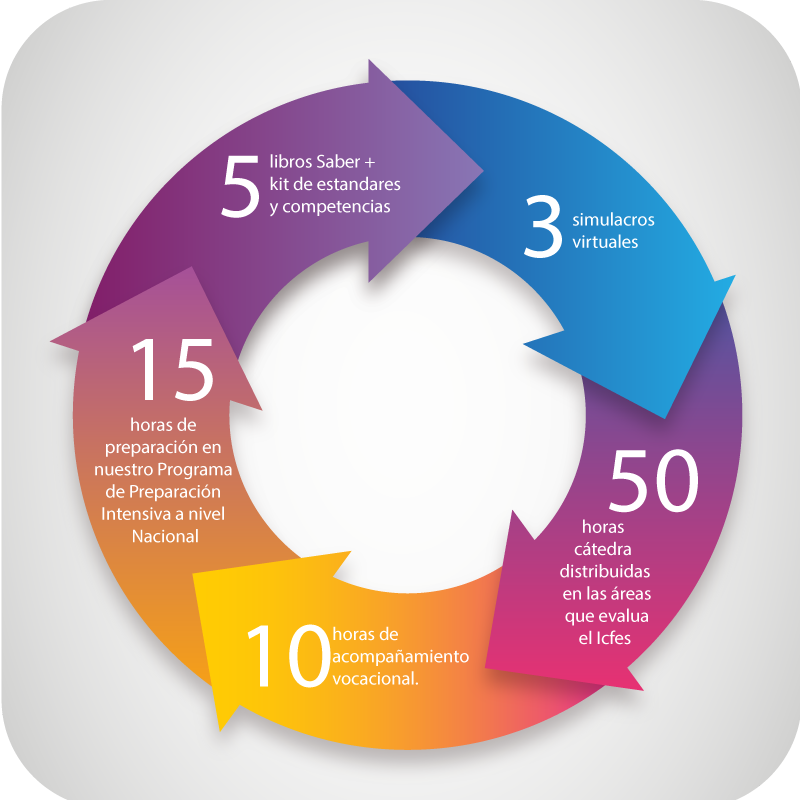 5 libros Saber +
kit de estandares
y competencias
3 simulacros
virtuales
50
horas
cátedra
distribuidas
en las áreas
que evalua
el Icfes
10 horas de
acompañamiento
vocacional.
15
horas de
preparación en
nuestro Programa
de Preparación
Intensiva a nivel
Nacional